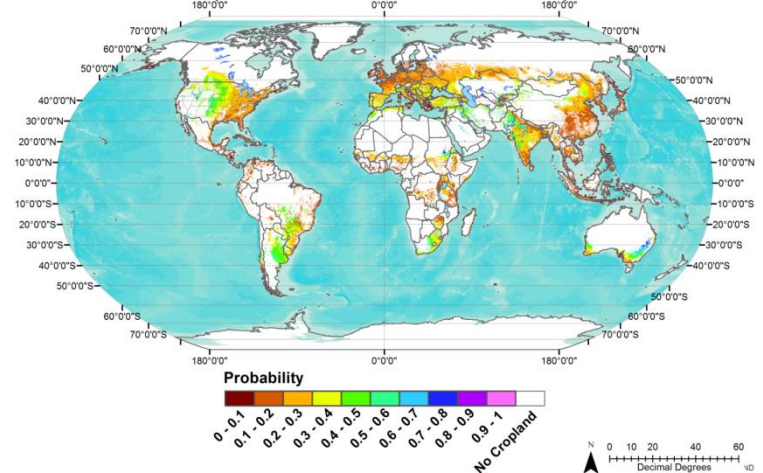 180°0'0" 0°0'0" 180°0'0"
70°0'0"N 70°0'0"N
60°0'0"N 60°0'0"N
50°0'0"N 50°0'0"N
40°0'0"N 40°0'0"N
30°0'0"N 30°0'0"N
20°0'0"N 20°0'0"N
10°0'0"N 10°0'0"N
0°0'0" 0°0'0"
10°0'0"S 10°0'0"S
20°0'0"S 20°0'0"S
30°0'0"S 30°0'0"S
40°0'0"S 40°0'0"S
50°0'0"S 50°0'0"S
60°0'0"S 60°0'0"S
70°0'0"S 70°0'0"S
180°0'0" 0°0'0" 180°0'0"
Probability
0 - 0.1 0.1 - 0.2 0.2 - 0.3 0.3 - 0.4 0.4 - 0.5 0.5 - 0.6 0.6 - 0.7 0.7 - 0.8 0.8 - 0.9 0.9 - 1 No Cropland
N
0 10 20 30 40 60
Decimal Degrees
ND